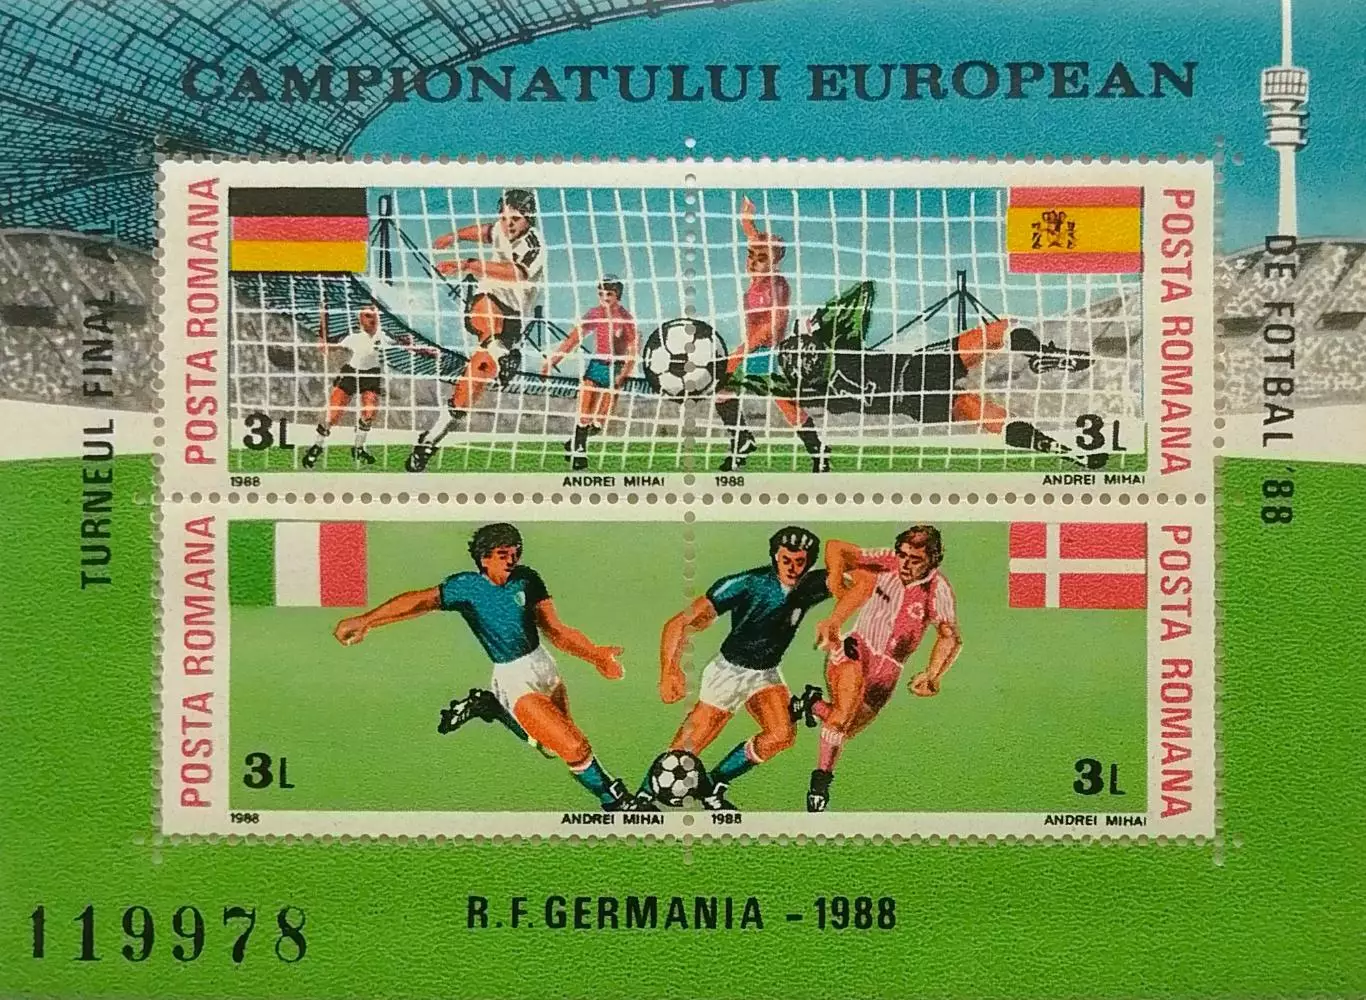 CAMPIONATULUI EUROPEAN
TURNEUL FINAL AL
DE FOTBAL '88
POSTA ROMANA
3L
1988
ANDREI MIHAI
POSTA ROMANA
3L
1988
ANDREI MIHAI
POSTA ROMANA
3L
1988
ANDREI MIHAI
POSTA ROMANA
3L
1988
ANDREI MIHAI
R.F. GERMANIA - 1988
119978